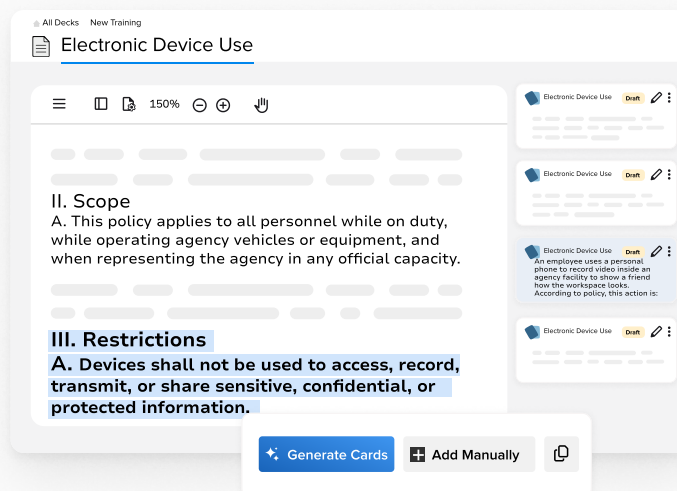 All Decks New Training
Electronic Device Use
150%
II. Scope
A. This policy applies to all personnel while on duty,
while operating agency vehicles or equipment, and
when representing the agency in any official capacity.
III. Restrictions
A. Devices shall not be used to access, record,
transmit, or share sensitive, confidential, or
protected information.
Electronic Device Use Draft
Electronic Device Use Draft
Electronic Device Use Draft
An employee uses a personal
phone to record video inside an
agency facility to show a friend
how the workspace looks.
According to policy, this action is:
Electronic Device Use Draft
Generate Cards Add Manually